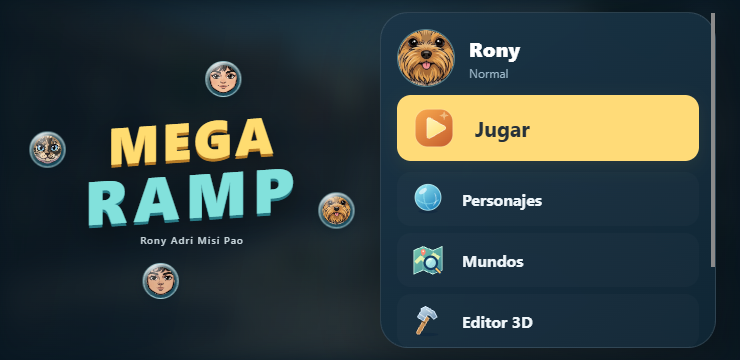 MEGA
RAMP
Rony Adri Misi Pao
Rony
Normal
Jugar
Personajes
Mundos
Editor 3D